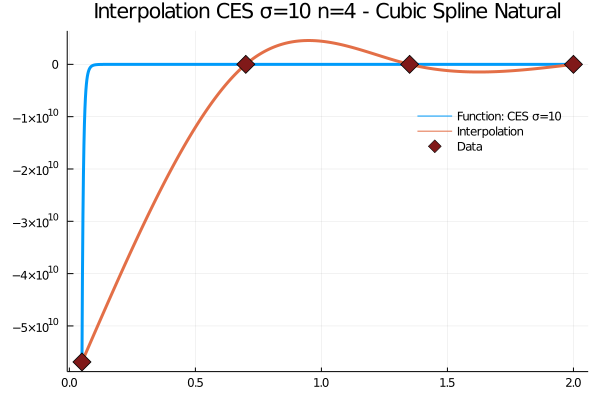 Interpolation CES σ=10 n=4 - Cubic Spline Natural
0
Function: CES σ=10
−1×10¹⁰
Interpolation
Data
−2×10¹⁰
−3×10¹⁰
−4×10¹⁰
−5×10¹⁰
0.0 0.5 1.0 1.5 2.0